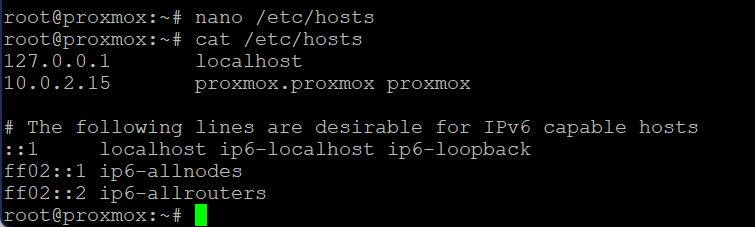 root@proxmox:~# nano /etc/hosts
root@proxmox:~# cat /etc/hosts
127.0.0.1       localhost
10.0.2.15       proxmox.proxmox proxmox

# The following lines are desirable for IPv6 capable hosts
::1     localhost ip6-localhost ip6-loopback
ff02::1 ip6-allnodes
ff02::2 ip6-allrouters
root@proxmox:~#